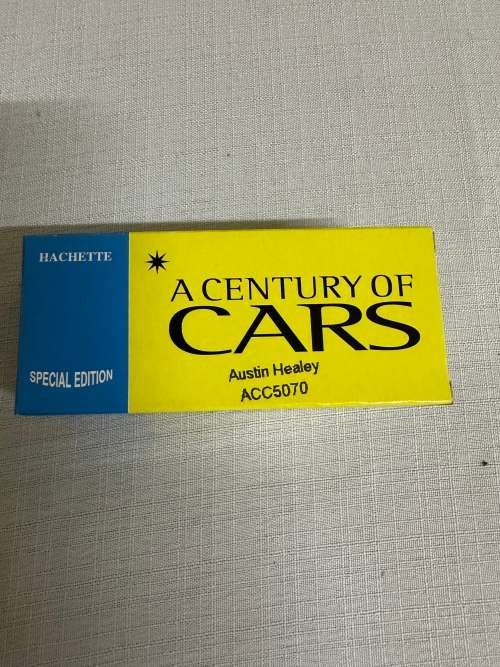 HACHETTE
SPECIAL EDITION
A CENTURY OF
CARS
Austin Healey
ACC5070